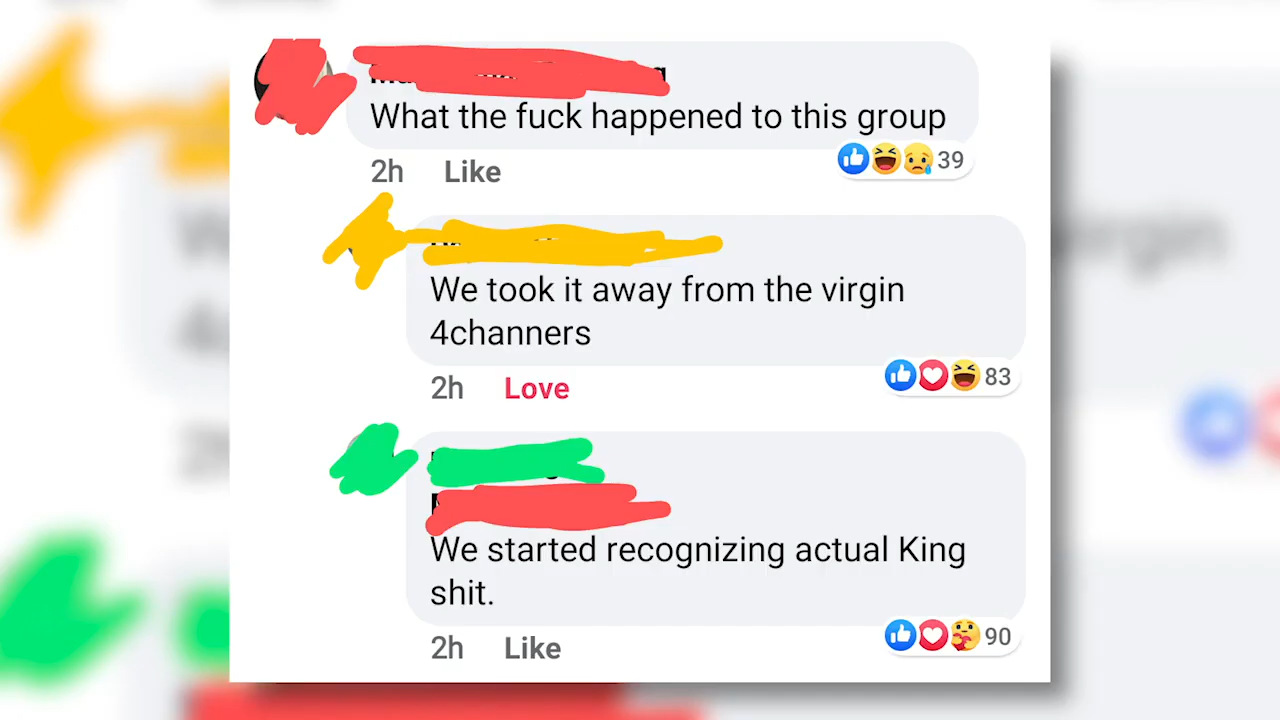 What the fuck happened to this group
2h Like
39
We took it away from the virgin
4channers
2h Love
83
We started recognizing actual King
shit.
2h Like
90